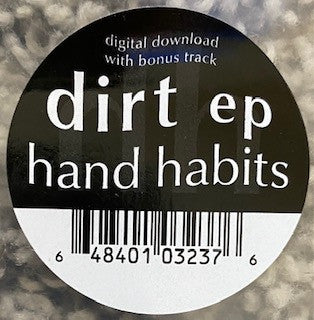 digital download
with bonus track
dirt ep
hand habits
6 48401 03237 6